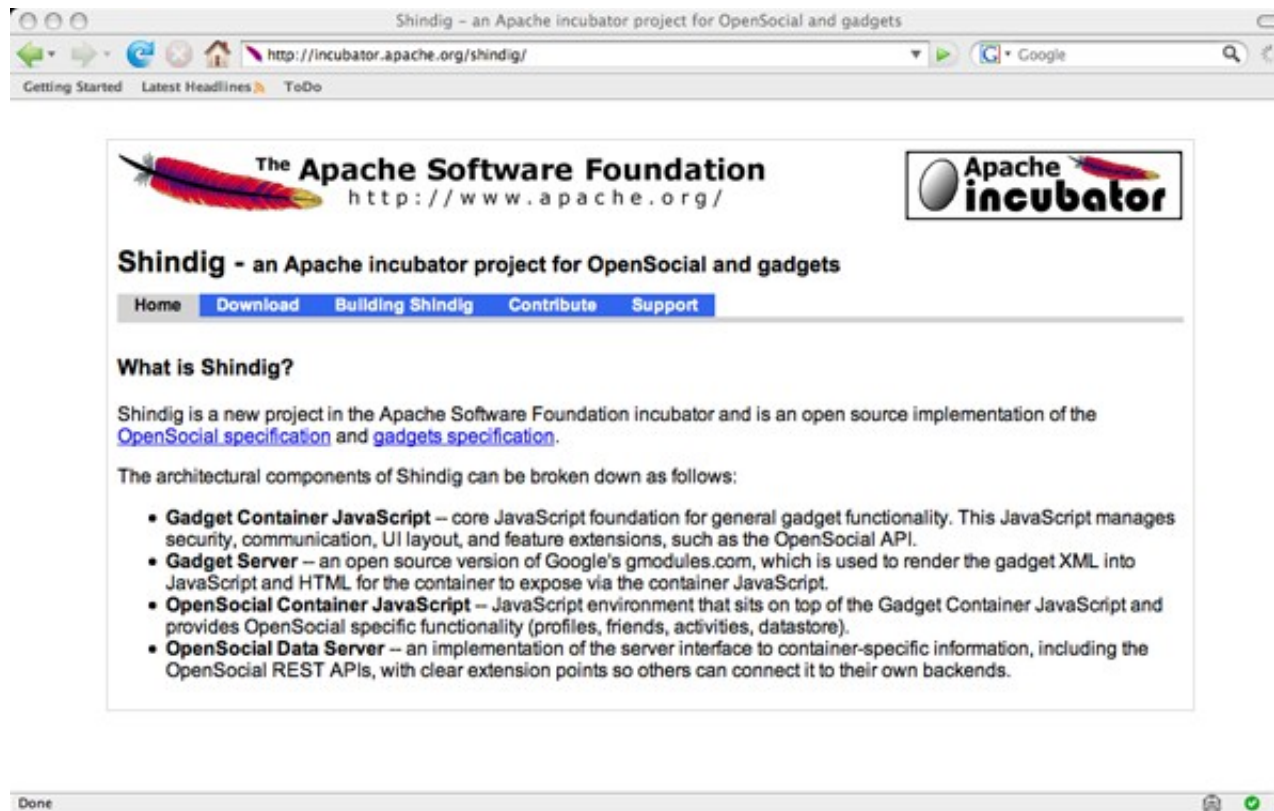 Shindig - an Apache incubator project for OpenSocial and gadgets
http://incubator.apache.org/shindig/
G Google
Getting Started Latest Headlines ToDo
The Apache Software Foundation
http://www.apache.org/
Apache
incubator
Shindig - an Apache incubator project for OpenSocial and gadgets
Home Download Building Shindig Contribute Support
What is Shindig?
Shindig is a new project in the Apache Software Foundation incubator and is an open source implementation of the
OpenSocial specification and gadgets specification.
The architectural components of Shindig can be broken down as follows:
• Gadget Container JavaScript – core JavaScript foundation for general gadget functionality. This JavaScript manages
security, communication, UI layout, and feature extensions, such as the OpenSocial API.
• Gadget Server – an open source version of Google's gmodules.com, which is used to render the gadget XML into
JavaScript and HTML for the container to expose via the container JavaScript.
• OpenSocial Container JavaScript – JavaScript environment that sits on top of the Gadget Container JavaScript and
provides OpenSocial specific functionality (profiles, friends, activities, datastore).
• OpenSocial Data Server – an implementation of the server interface to container-specific information, including the
OpenSocial REST APIs, with clear extension points so others can connect it to their own backends.
Done